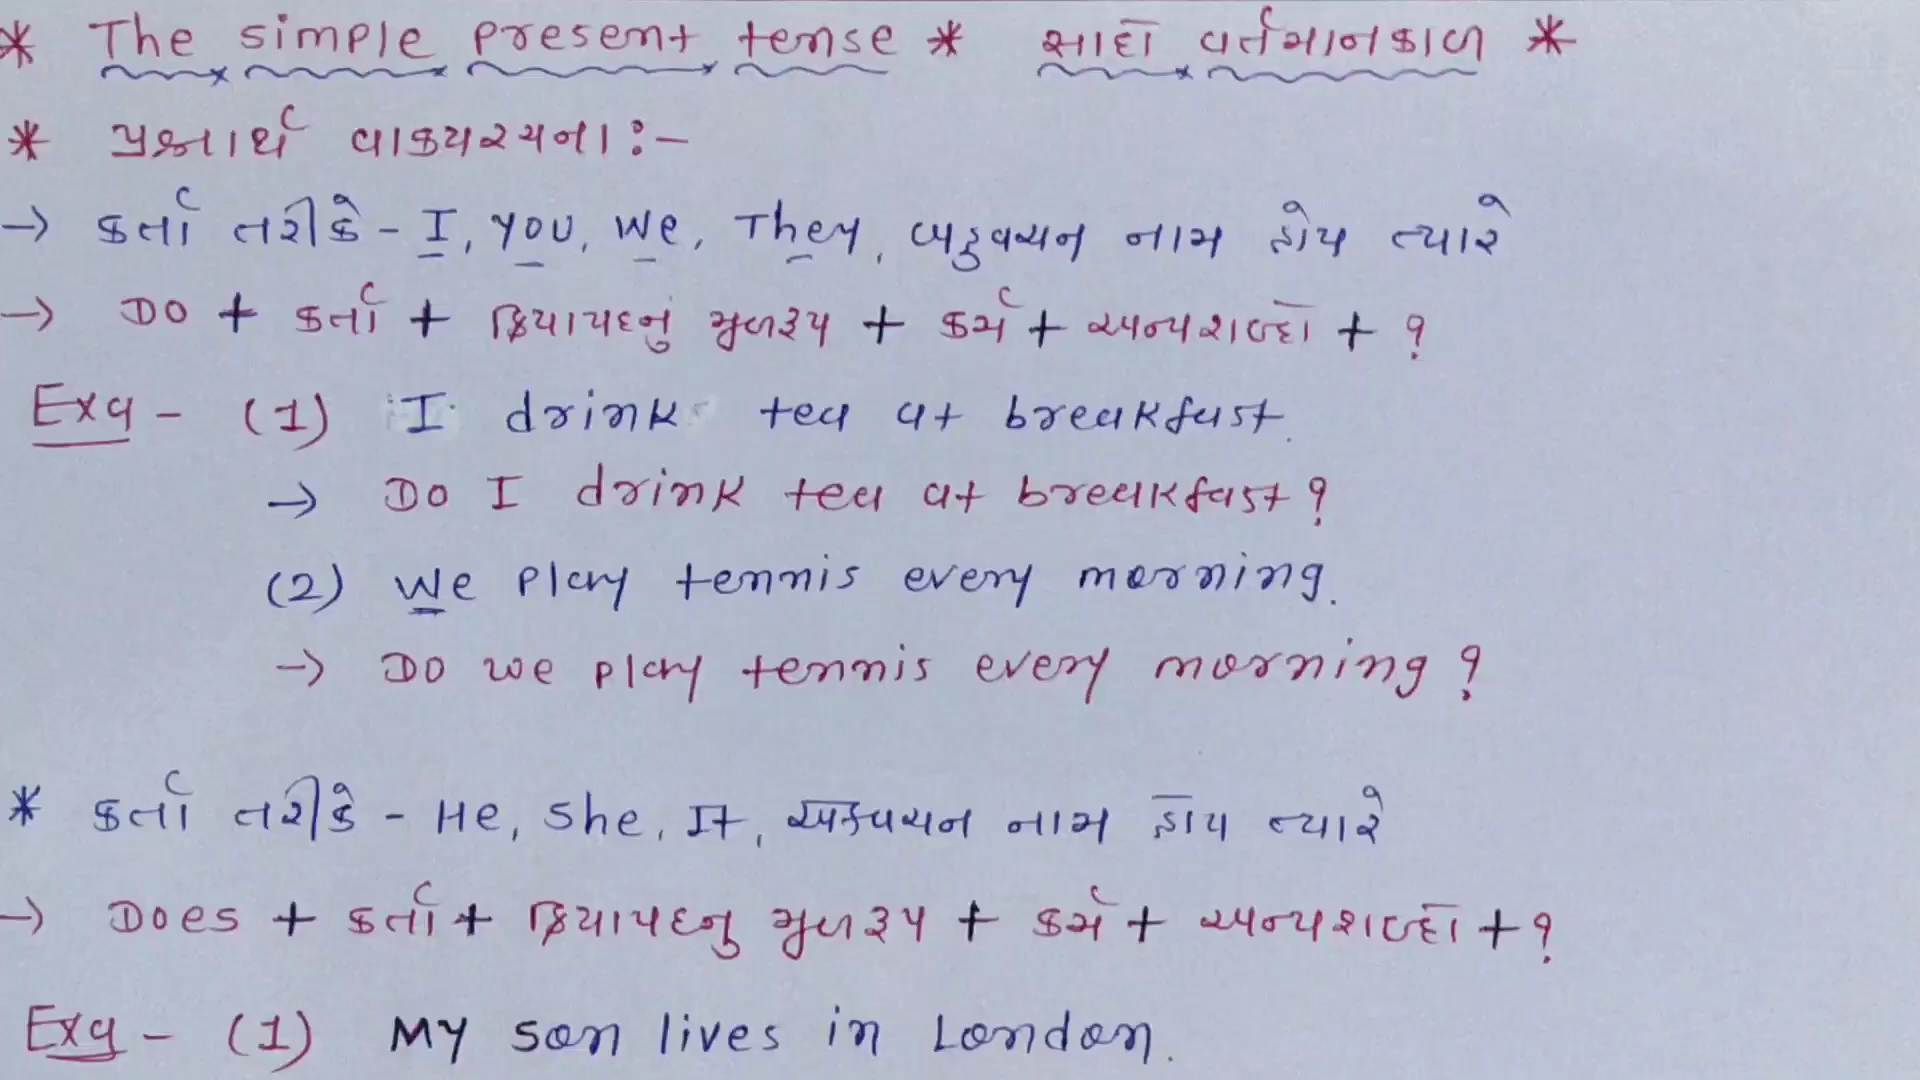 * The simple present tense * સાદો વર્તમાનકાળ *
* પ્રશ્નાર્થ વાક્યરચના :-
→ કર્તા તરીકે - I, you, we, They, બહુવચન નામ હોય ત્યારે
→ Do + કર્તા + ક્રિયાપદનું મુળરૂપ + કર્મ + અન્યશબ્દો + ?
Exa - (1) I drink tea at breakfast.
→ Do I drink tea at breakfast ?
(2) We play tennis every morning.
→ Do we play tennis every morning ?
* કર્તા તરીકે - He, she, It, એકવચન નામ હોય ત્યારે
→ Does + કર્તા + ક્રિયાપદનુ મુળરૂપ + કર્મ + અન્યશબ્દો + ?
Exa - (1) My son lives in London.